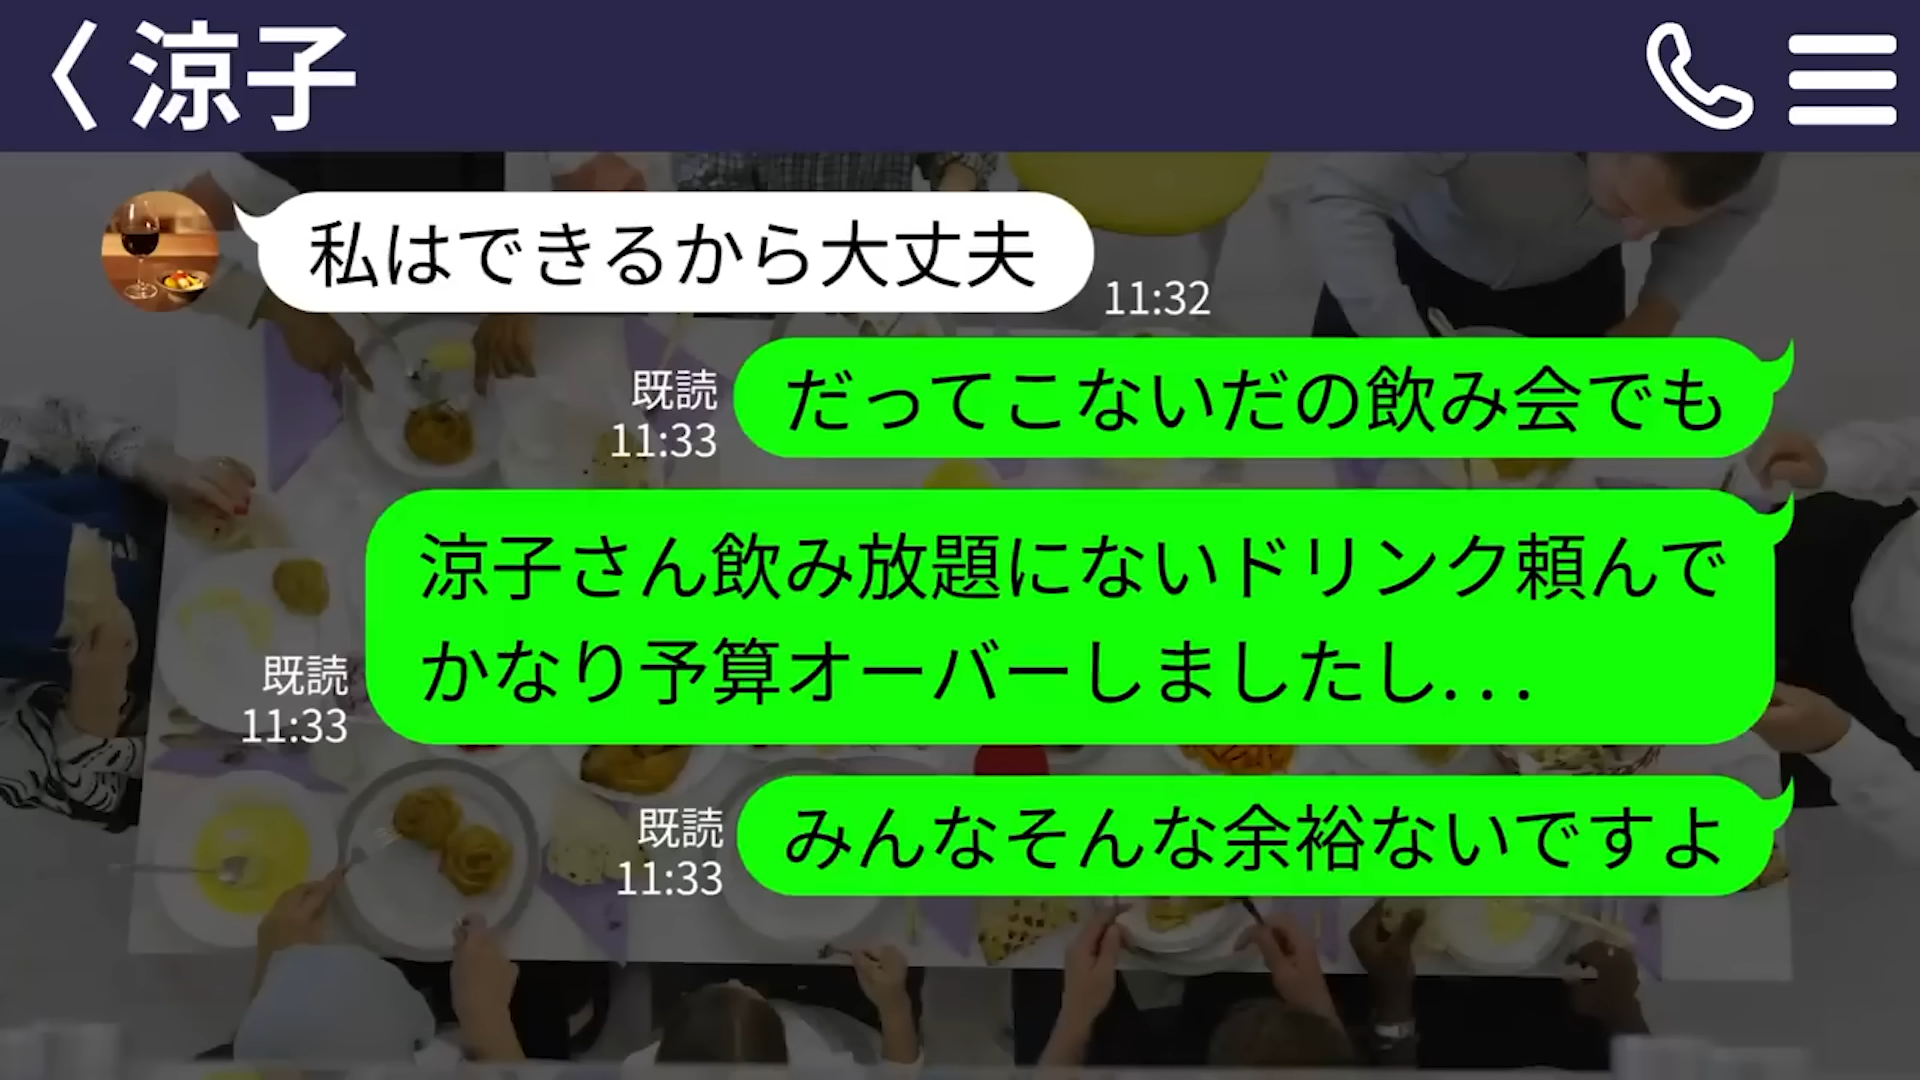 涼子
私はできるから大丈夫
11:32
だってこないだの飲み会でも
既読
11:33
涼子さん飲み放題にないドリンク頼んで
かなり予算オーバーしましたし...
既読
11:33
みんなそんな余裕ないですよ
既読
11:33